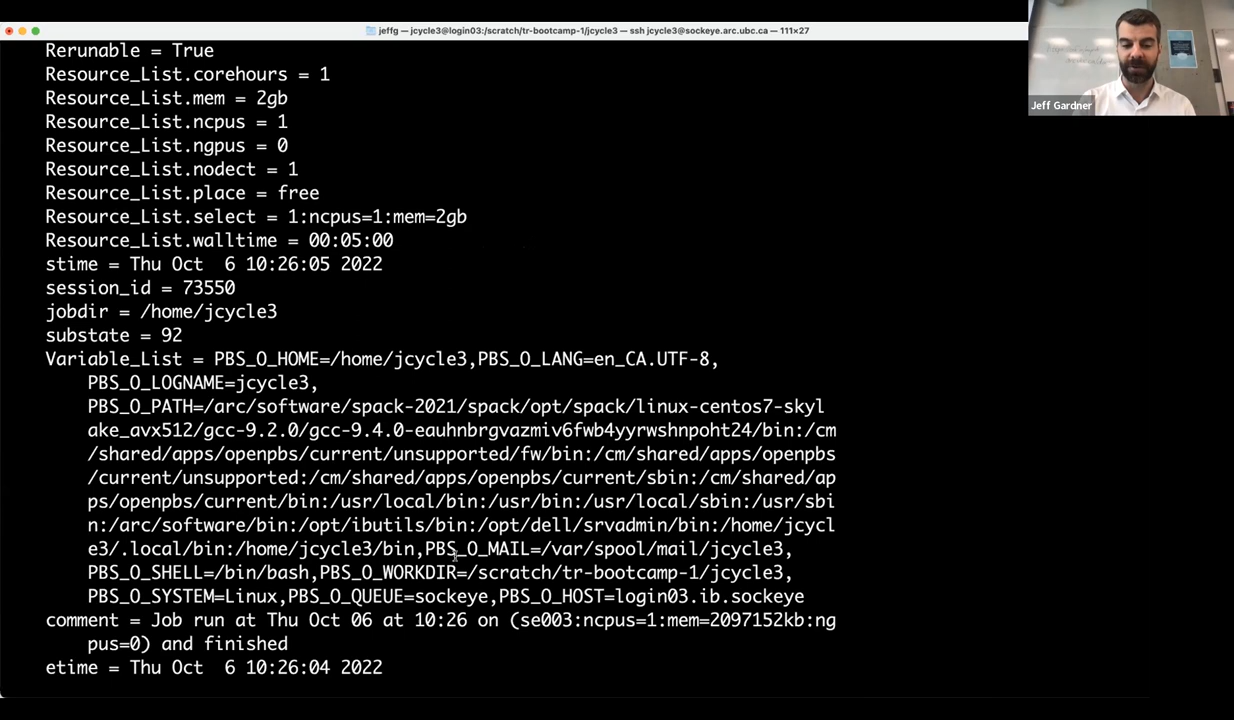 jeffg — jcycle3@login03:/scratch/tr-bootcamp-1/jcycle3 — ssh jcycle3@sockeye.arc.ubc.ca — 111×27
Jeff Gardner
Rerunable = True
Resource_List.corehours = 1
Resource_List.mem = 2gb
Resource_List.ncpus = 1
Resource_List.ngpus = 0
Resource_List.nodect = 1
Resource_List.place = free
Resource_List.select = 1:ncpus=1:mem=2gb
Resource_List.walltime = 00:05:00
stime = Thu Oct  6 10:26:05 2022
session_id = 73550
jobdir = /home/jcycle3
substate = 92
Variable_List = PBS_O_HOME=/home/jcycle3,PBS_O_LANG=en_CA.UTF-8,
PBS_O_LOGNAME=jcycle3,
PBS_O_PATH=/arc/software/spack-2021/spack/opt/spack/linux-centos7-skyl
ake_avx512/gcc-9.2.0/gcc-9.4.0-eauhnbrgvazmiv6fwb4yyrwshnpoht24/bin:/cm
/shared/apps/openpbs/current/unsupported/fw/bin:/cm/shared/apps/openpbs
/current/unsupported:/cm/shared/apps/openpbs/current/sbin:/cm/shared/ap
ps/openpbs/current/bin:/usr/local/bin:/usr/bin:/usr/local/sbin:/usr/sbi
n:/arc/software/bin:/opt/ibutils/bin:/opt/dell/srvadmin/bin:/home/jcycl
e3/.local/bin:/home/jcycle3/bin,PBS_O_MAIL=/var/spool/mail/jcycle3,
PBS_O_SHELL=/bin/bash,PBS_O_WORKDIR=/scratch/tr-bootcamp-1/jcycle3,
PBS_O_SYSTEM=Linux,PBS_O_QUEUE=sockeye,PBS_O_HOST=login03.ib.sockeye
comment = Job run at Thu Oct 06 at 10:26 on (se003:ncpus=1:mem=2097152kb:ng
pus=0) and finished
etime = Thu Oct  6 10:26:04 2022